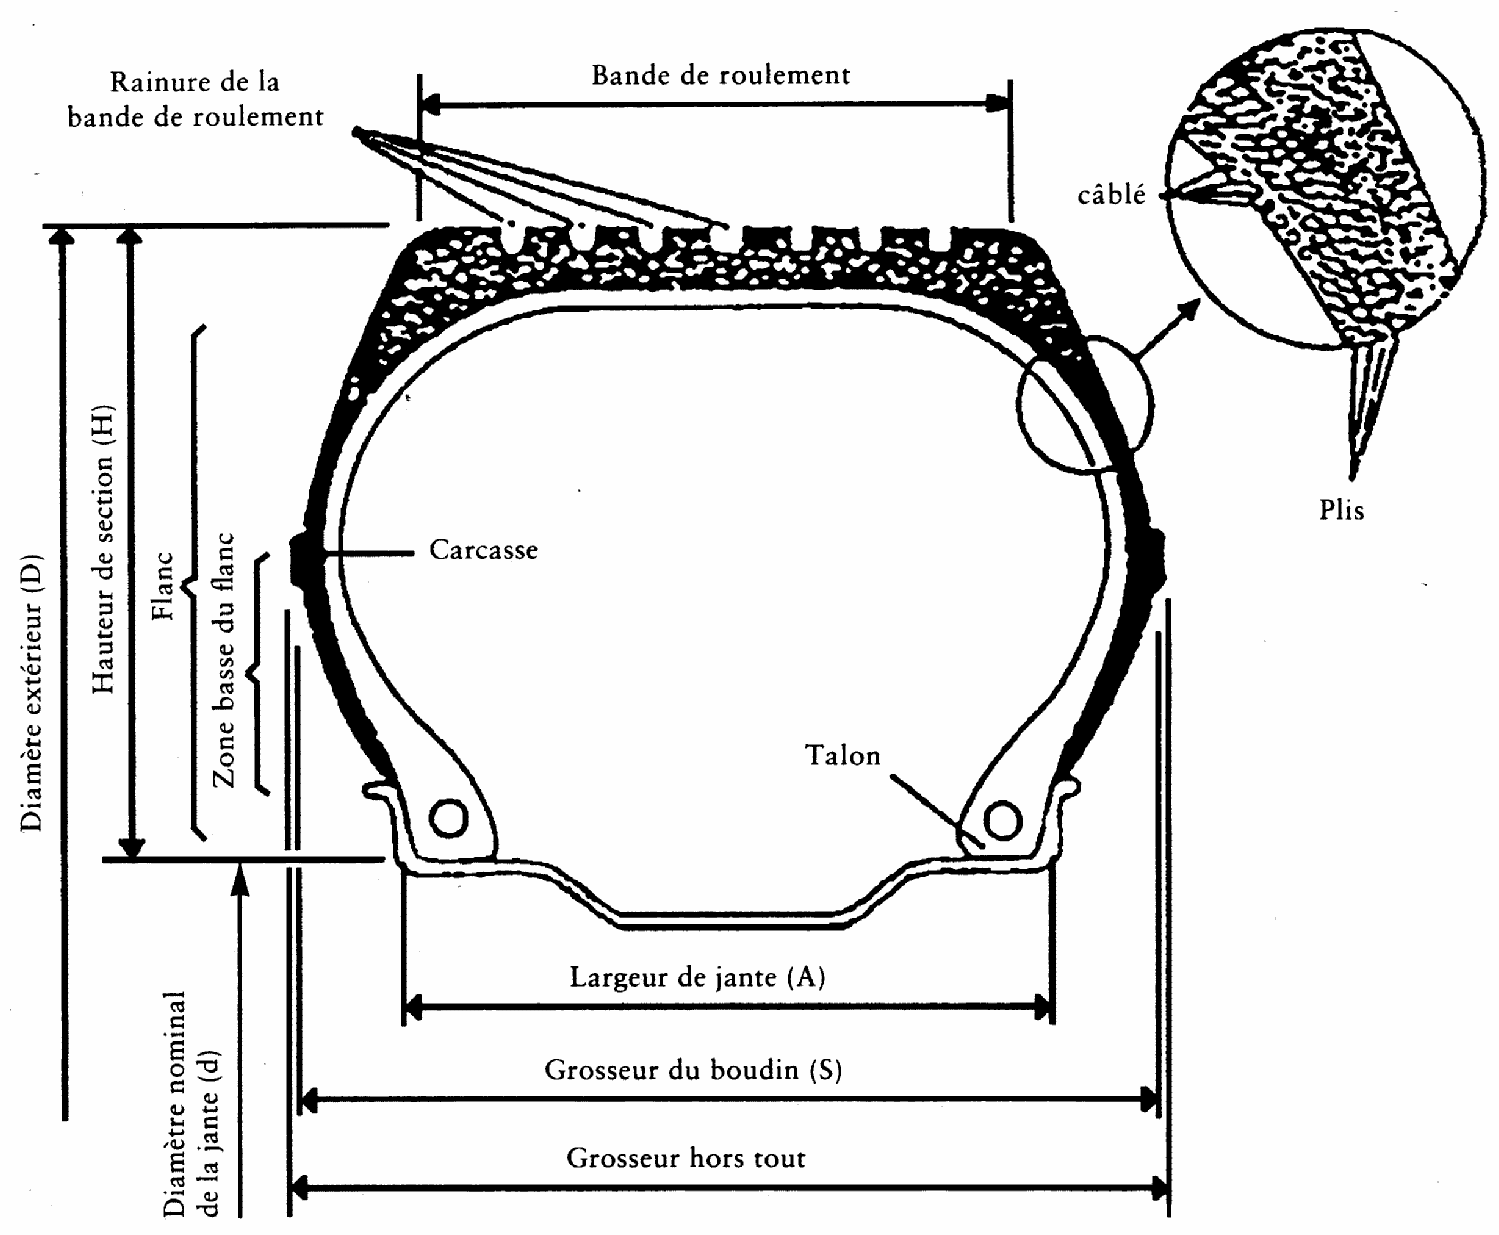 Rainure de la
bande de roulement
Bande de roulement
câblé
Plis
Diamère extérieur (D)
Hauteur de section (H)
Flanc
Zone basse du flanc
Carcasse
Talon
Diamètre nominal
de la jante (d)
Largeur de jante (A)
Grosseur du boudin (S)
Grosseur hors tout